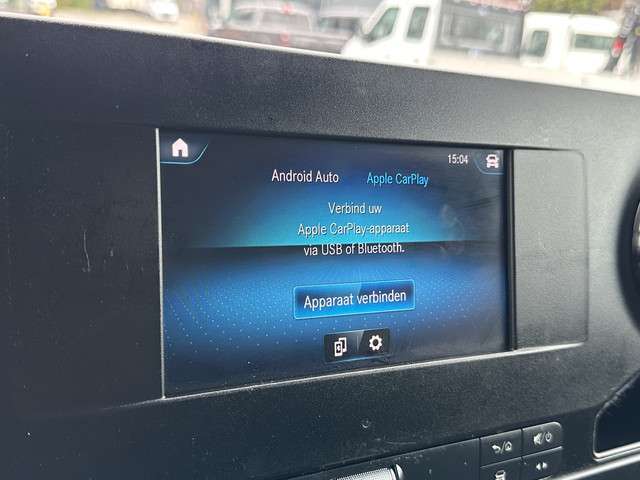 15:04
Android Auto Apple CarPlay
Verbind uw
Apple CarPlay-apparaat
via USB of Bluetooth.
Apparaat verbinden